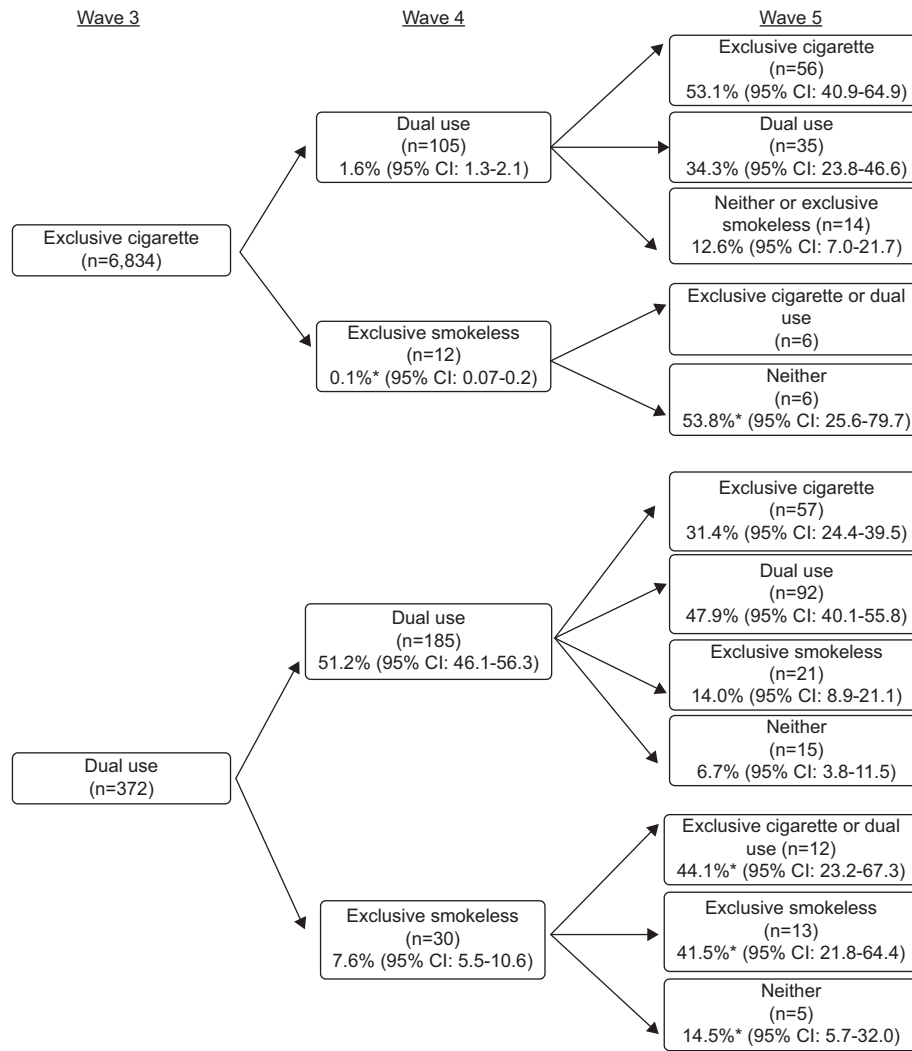 Wave 3
Wave 4
Wave 5
Exclusive cigarette
(n=6,834)
Dual use
(n=105)
1.6% (95% CI: 1.3-2.1)
Exclusive cigarette
(n=56)
53.1% (95% CI: 40.9-64.9)
Dual use
(n=35)
34.3% (95% CI: 23.8-46.6)
Neither or exclusive
smokeless (n=14)
12.6% (95% CI: 7.0-21.7)
Exclusive smokeless
(n=12)
0.1%* (95% CI: 0.07-0.2)
Exclusive cigarette or dual
use
(n=6)
Neither
(n=6)
53.8%* (95% CI: 25.6-79.7)
Dual use
(n=372)
Dual use
(n=185)
51.2% (95% CI: 46.1-56.3)
Exclusive cigarette
(n=57)
31.4% (95% CI: 24.4-39.5)
Dual use
(n=92)
47.9% (95% CI: 40.1-55.8)
Exclusive smokeless
(n=21)
14.0% (95% CI: 8.9-21.1)
Neither
(n=15)
6.7% (95% CI: 3.8-11.5)
Exclusive smokeless
(n=30)
7.6% (95% CI: 5.5-10.6)
Exclusive cigarette or dual
use (n=12)
44.1%* (95% CI: 23.2-67.3)
Exclusive smokeless
(n=13)
41.5%* (95% CI: 21.8-64.4)
Neither
(n=5)
14.5%* (95% CI: 5.7-32.0)